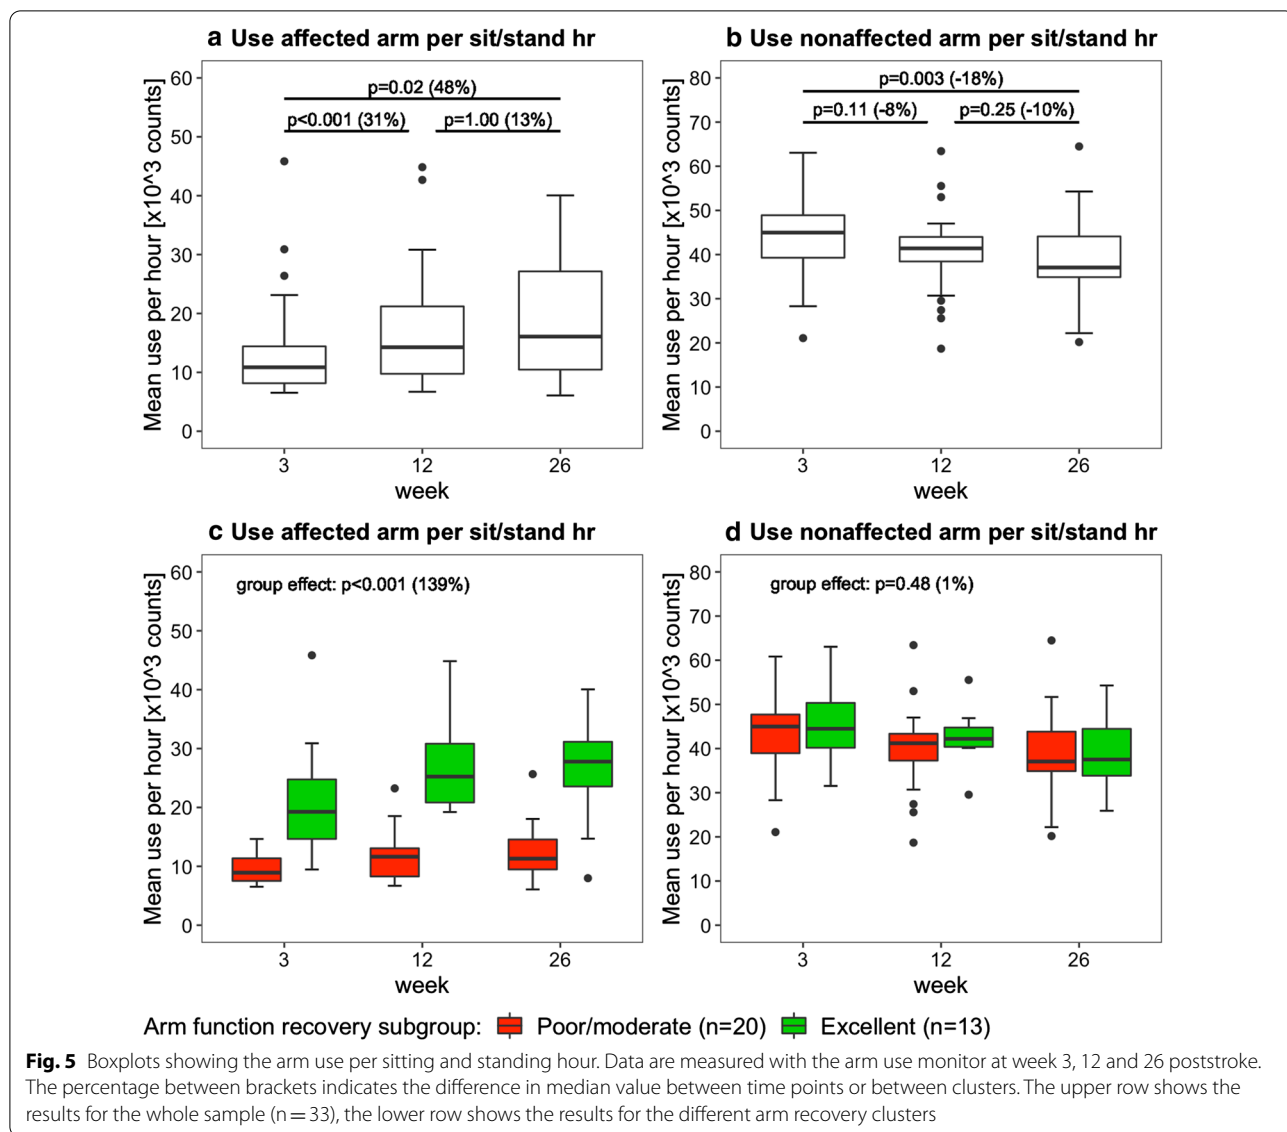 a Use affected arm per sit/stand hr
Mean use per hour [x10^3 counts]
60
50
40
30
20
10
0
p=0.02 (48%)
p<0.001 (31%)
p=1.00 (13%)
3
12
26
week
b Use nonaffected arm per sit/stand hr
Mean use per hour [x10^3 counts]
80
70
60
50
40
30
20
10
0
p=0.003 (-18%)
p=0.11 (-8%)
p=0.25 (-10%)
3
12
26
week
c Use affected arm per sit/stand hr
Mean use per hour [x10^3 counts]
60
50
40
30
20
10
0
group effect: p<0.001 (139%)
3
12
26
week
d Use nonaffected arm per sit/stand hr
Mean use per hour [x10^3 counts]
80
70
60
50
40
30
20
10
0
group effect: p=0.48 (1%)
3
12
26
week
Arm function recovery subgroup: Poor/moderate (n=20) Excellent (n=13)
Fig. 5 Boxplots showing the arm use per sitting and standing hour. Data are measured with the arm use monitor at week 3, 12 and 26 poststroke.
The percentage between brackets indicates the difference in median value between time points or between clusters. The upper row shows the
results for the whole sample (n = 33), the lower row shows the results for the different arm recovery clusters